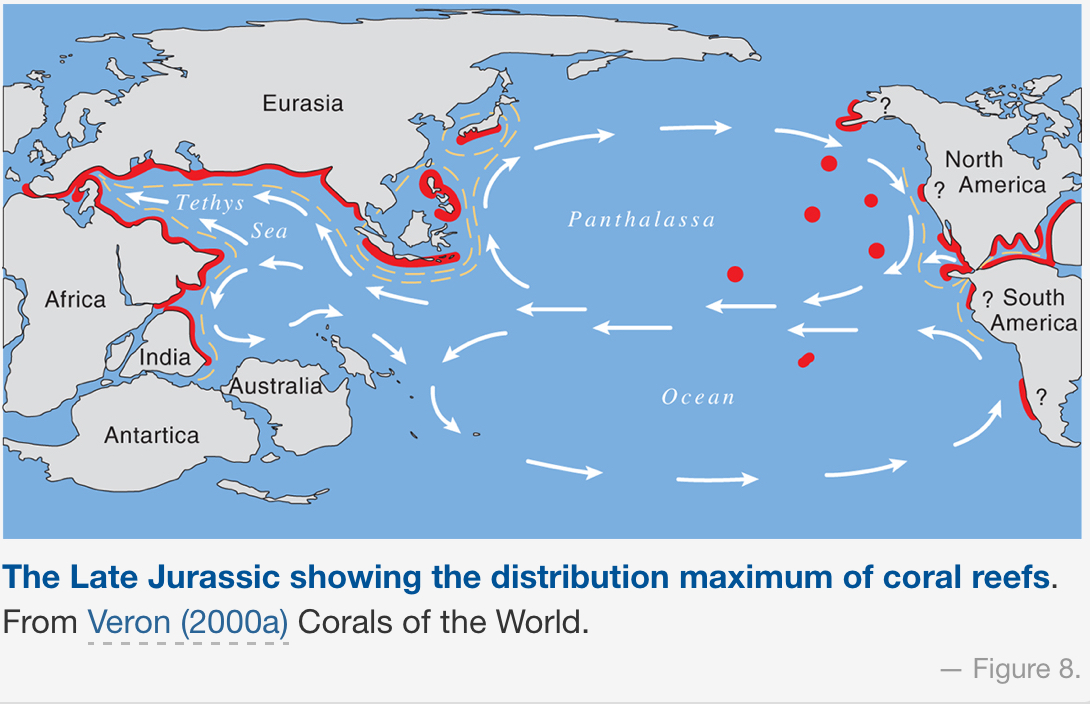 Eurasia
?
North
America
?
Tethys
Sea
Panthalassa
Africa
? South
America
India
Australia
Ocean
?
Antartica
The Late Jurassic showing the distribution maximum of coral reefs.
From Veron (2000a) Corals of the World.
— Figure 8.